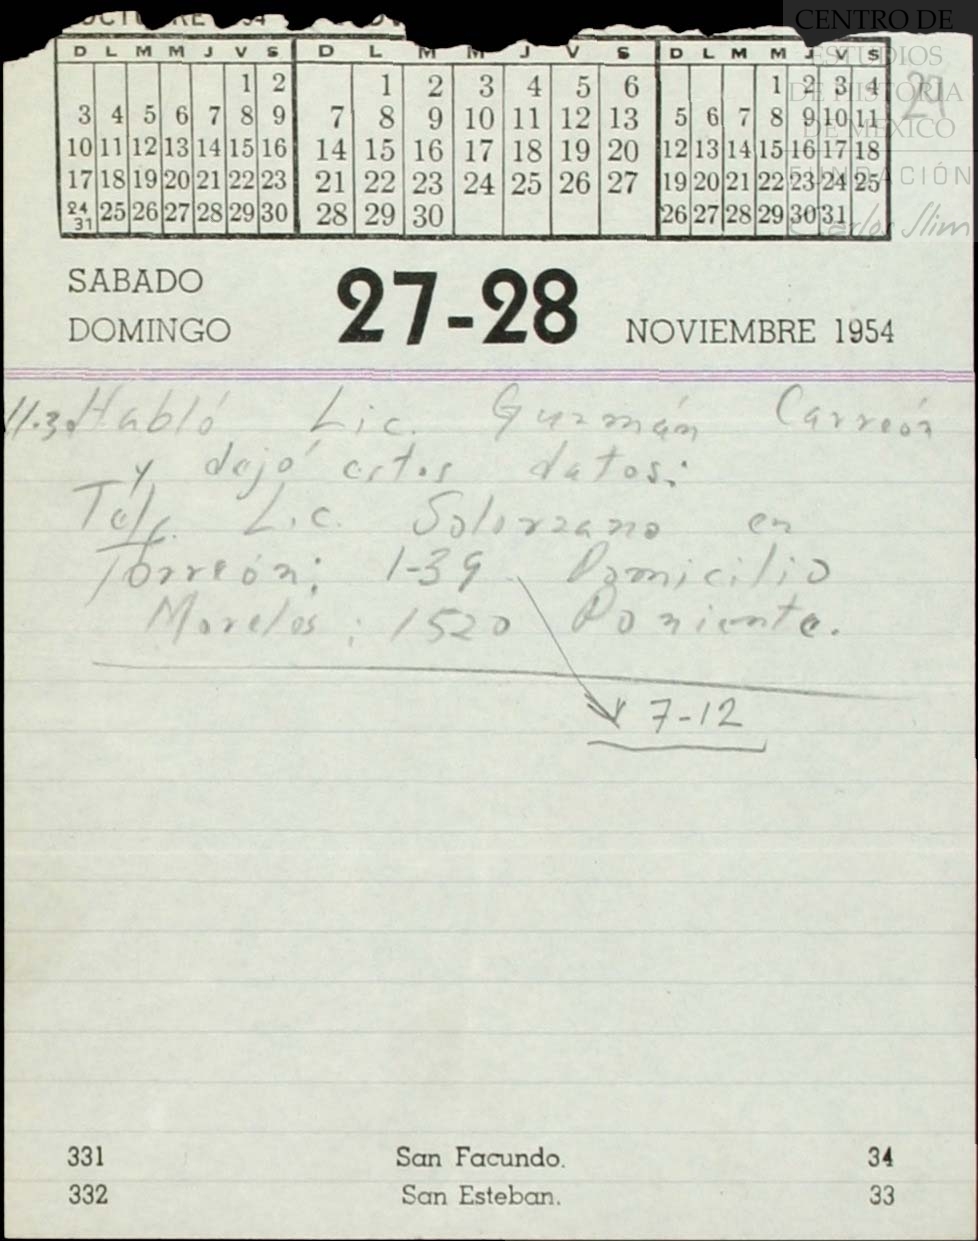 CENTRO DE
ESTUDIOS
DE HISTORIA
DE MÉXICO
FUNDACIÓN
Carlos Slim
29
D L M M J V S
1 2
3 4 5 6 7 8 9
10 11 12 13 14 15 16
17 18 19 20 21 22 23
24/31 25 26 27 28 29 30
D L M M J V S
1 2 3 4 5 6
7 8 9 10 11 12 13
14 15 16 17 18 19 20
21 22 23 24 25 26 27
28 29 30
D L M M J V S
1 2 3 4
5 6 7 8 9 10 11
12 13 14 15 16 17 18
19 20 21 22 23 24 25
26 27 28 29 30 31
SABADO
DOMINGO
27-28
NOVIEMBRE 1954
11.30 Habló Lic. Guzmán Carreón
y dejó estos datos:
Telf. Lic. Solorzano en
Torreón: 1-39 Domicilio
Morelos: 1520 Poniente.
7-12
331 San Facundo. 34
332 San Esteban. 33